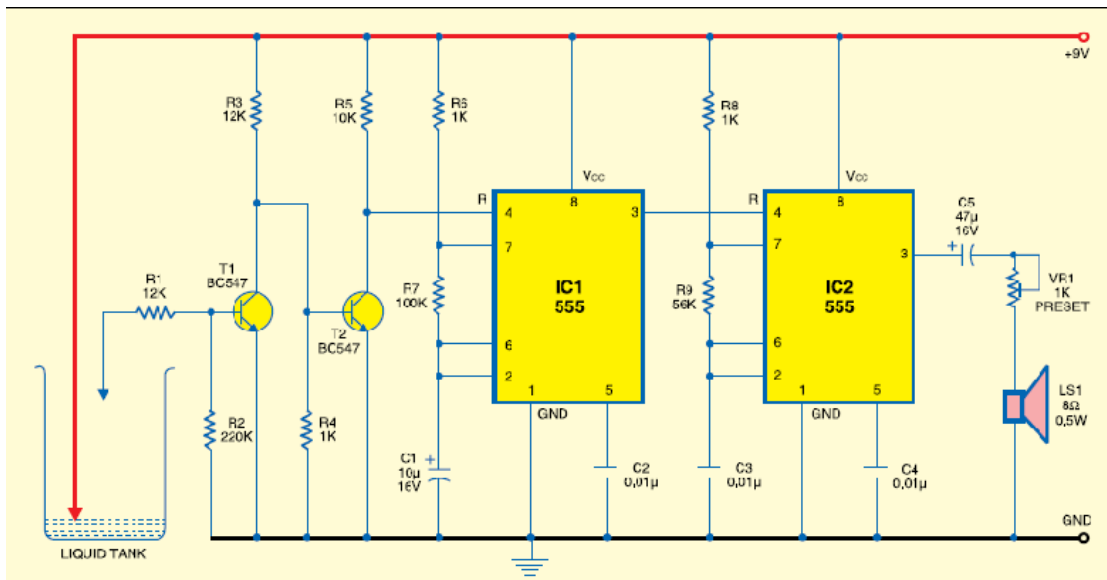 +9V
R3
12K
R5
10K
R6
1K
R8
1K
Vcc
8
Vcc
8
R
4
3
R
4
C5
47µ
16V
+
7
7
3
T1
BC547
R1
12K
R7
100K
IC1
555
R9
56K
IC2
555
VR1
1K
PRESET
T2
BC547
6
2
6
2
1
5
GND
1
5
GND
R2
220K
R4
1K
LS1
8Ω
0,5W
C1
10µ
16V
+
C2
0,01µ
C3
0,01µ
C4
0,01µ
GND
LIQUID TANK